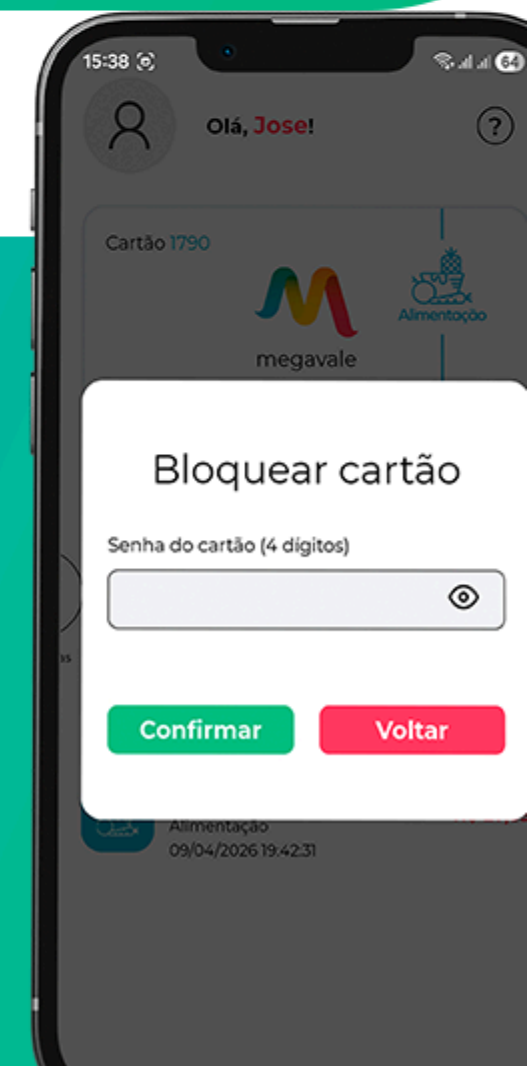 15:38
64
Olá, Jose!
?
Cartão 1790
Alimentação
megavale
Bloquear cartão
Senha do cartão (4 dígitos)
as
Confirmar
Voltar
Alimentação
09/04/2026 19:42:31